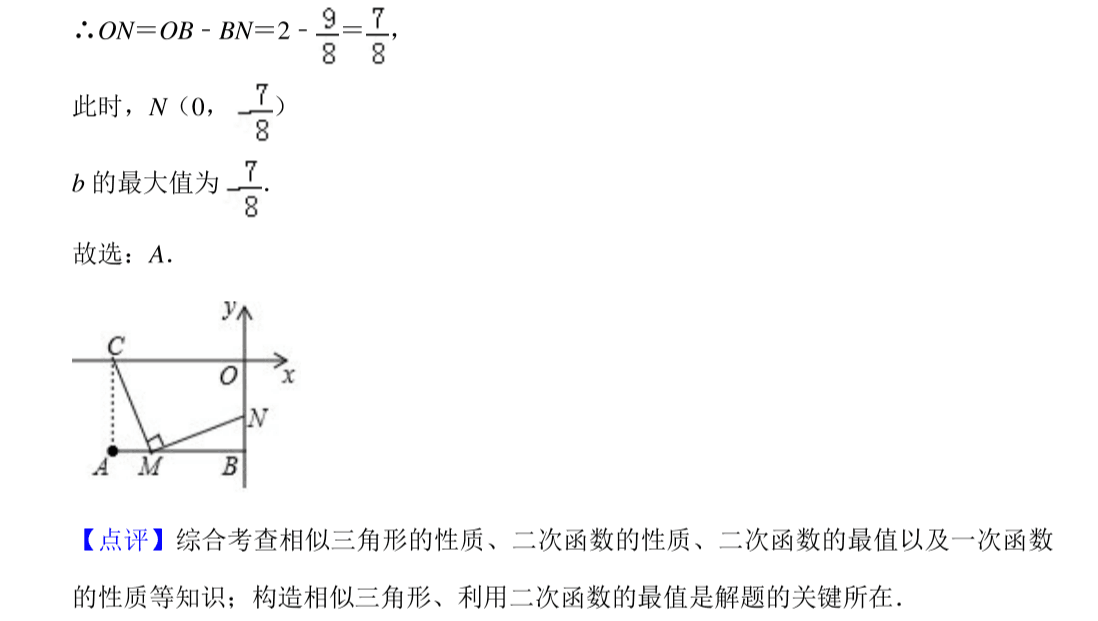 ∴ON=OB﹣BN=2﹣9/8=7/8,
此时，N（0，-7/8）
b 的最大值为-7/8.
故选：A．
y
C
O
x
N
A
M
B
【点评】综合考查相似三角形的性质、二次函数的性质、二次函数的最值以及一次函数
的性质等知识；构造相似三角形、利用二次函数的最值是解题的关键所在．